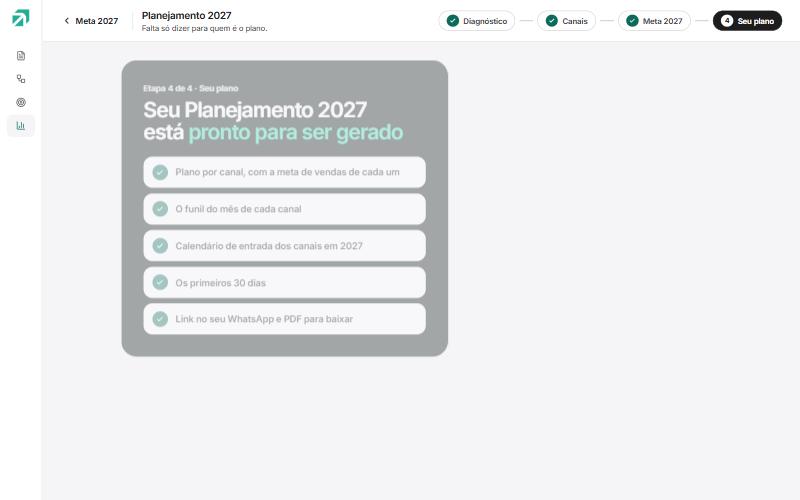 Meta 2027
Planejamento 2027
Falta só dizer para quem é o plano.
Diagnóstico
Canais
Meta 2027
4 Seu plano
Etapa 4 de 4 · Seu plano
Seu Planejamento 2027
está pronto para ser gerado
Plano por canal, com a meta de vendas de cada um
O funil do mês de cada canal
Calendário de entrada dos canais em 2027
Os primeiros 30 dias
Link no seu WhatsApp e PDF para baixar